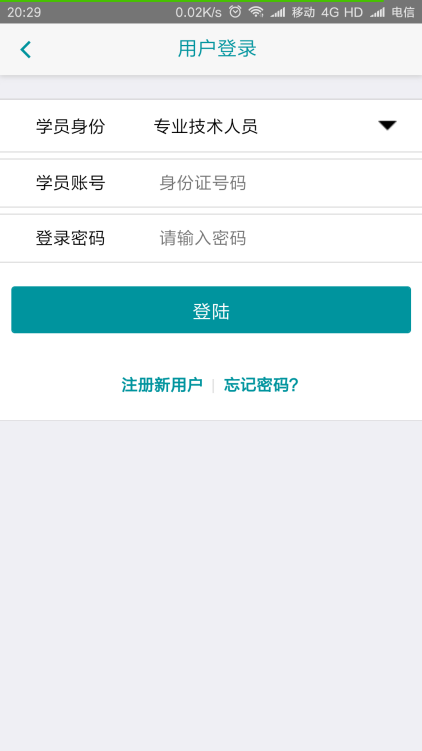 20:29 0.02K/s 移动 4G HD 电信
用户登录
学员身份 专业技术人员
学员账号 身份证号码
登录密码 请输入密码
登陆
注册新用户 | 忘记密码?